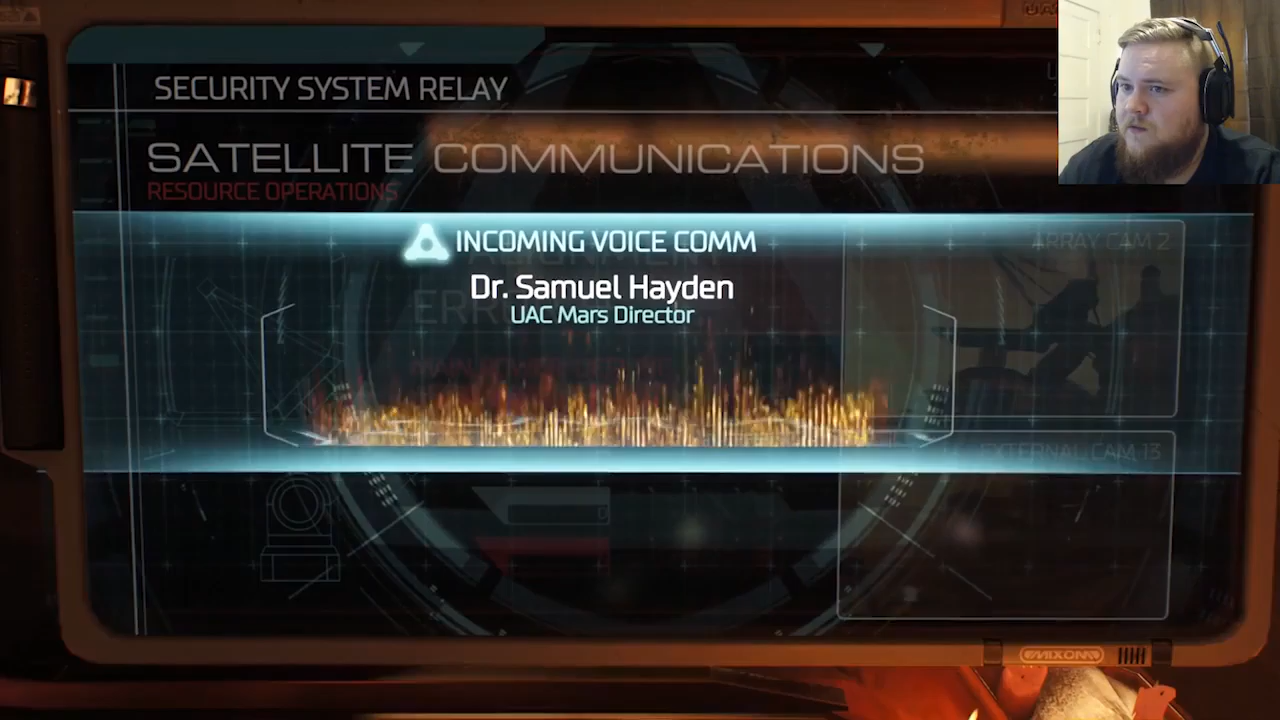 SECURITY SYSTEM RELAY
SATELLITE COMMUNICATIONS
RESOURCE OPERATIONS
INCOMING VOICE COMM
ARRAY CAM 2
Dr. Samuel Hayden
UAC Mars Director
EXTERNAL CAM 13
MIXOM